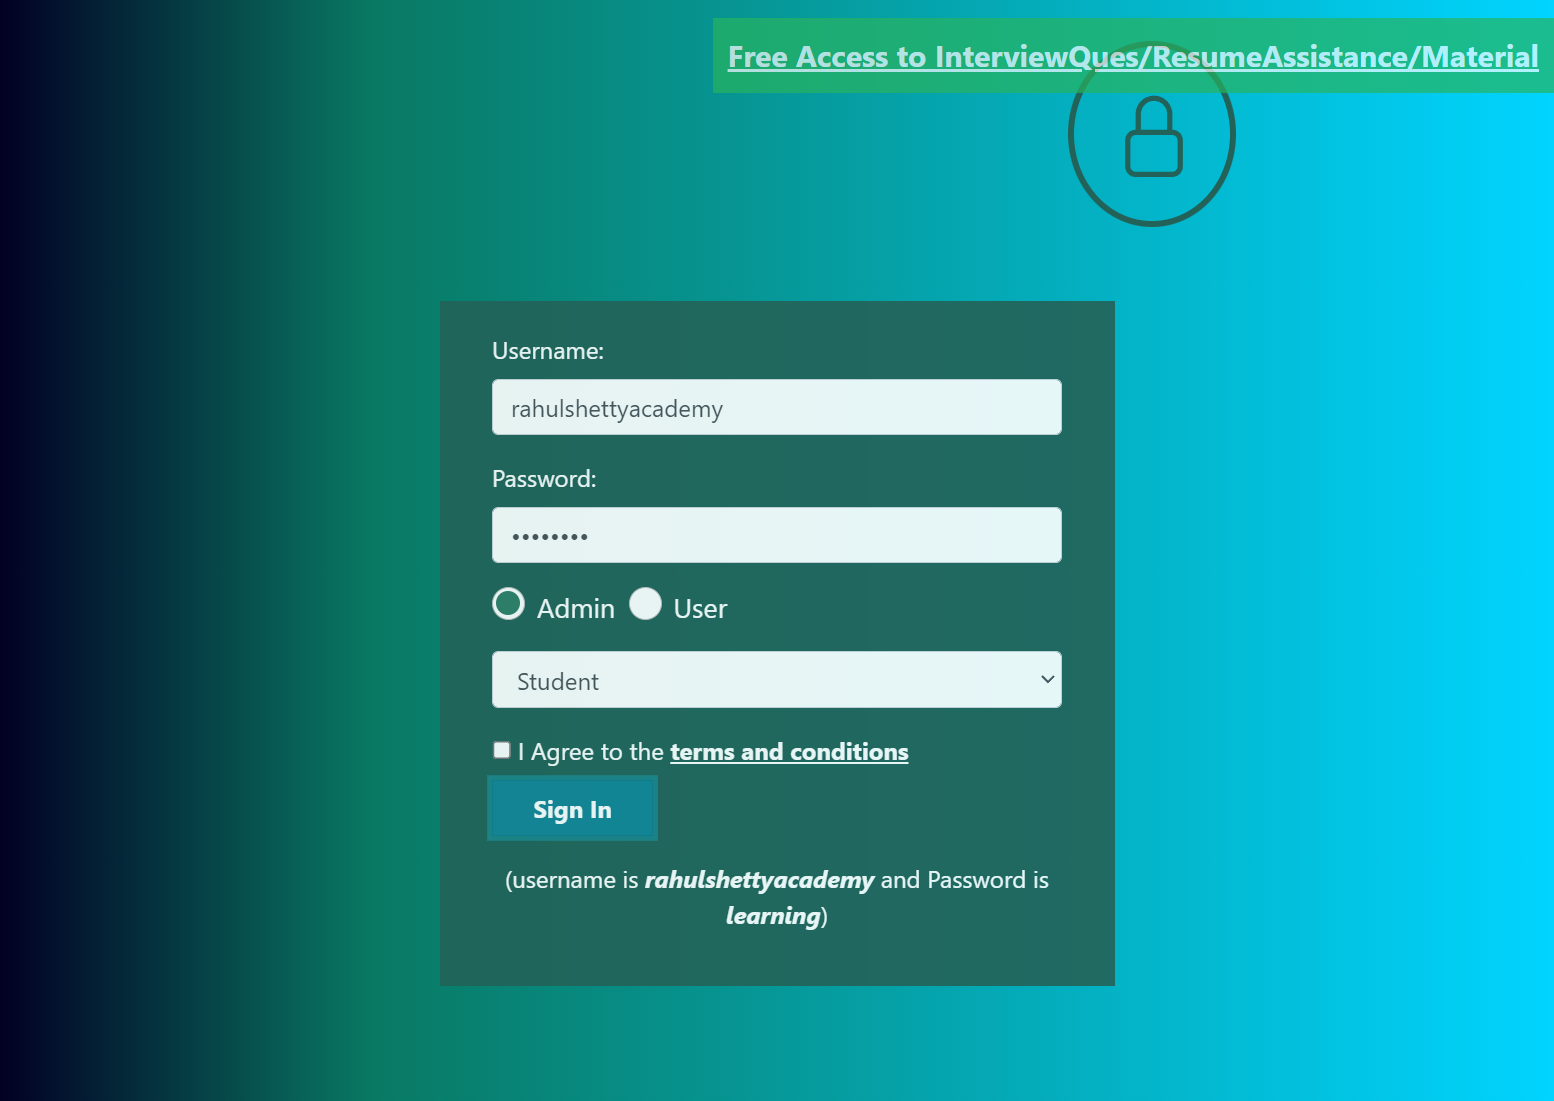 Free Access to InterviewQues/ResumeAssistance/Material
Username:
rahulshettyacademy
Password:
••••••••
Admin User
Student
I Agree to the terms and conditions
Sign In
(username is rahulshettyacademy and Password is
learning)